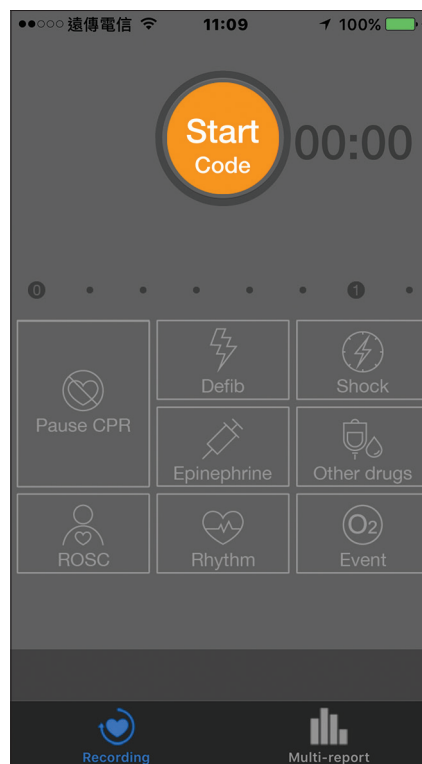 遠傳電信 11:09 100%
Start
Code
00:00
0 1
Defib Shock
Pause CPR
Epinephrine Other drugs
O2
ROSC Rhythm Event
Recording Multi-report